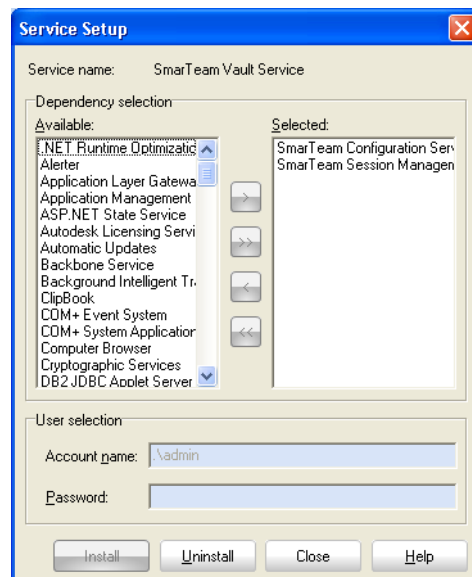 Service Setup
Service name: SmarTeam Vault Service
Dependency selection
Available:
.NET Runtime Optimizatic
Alerter
Application Layer Gatewa
Application Management
ASP.NET State Service
Autodesk Licensing Servi
Automatic Updates
Backbone Service
Background Intelligent Tr
ClipBook
COM+ Event System
COM+ System Application
Computer Browser
Cryptographic Services
DB2 JDBC Applet Server
>
>>
<
<<
Selected:
SmarTeam Configuration Serv
SmarTeam Session Managen
User selection
Account name: .\admin
Password:
Install
Uninstall
Close
Help